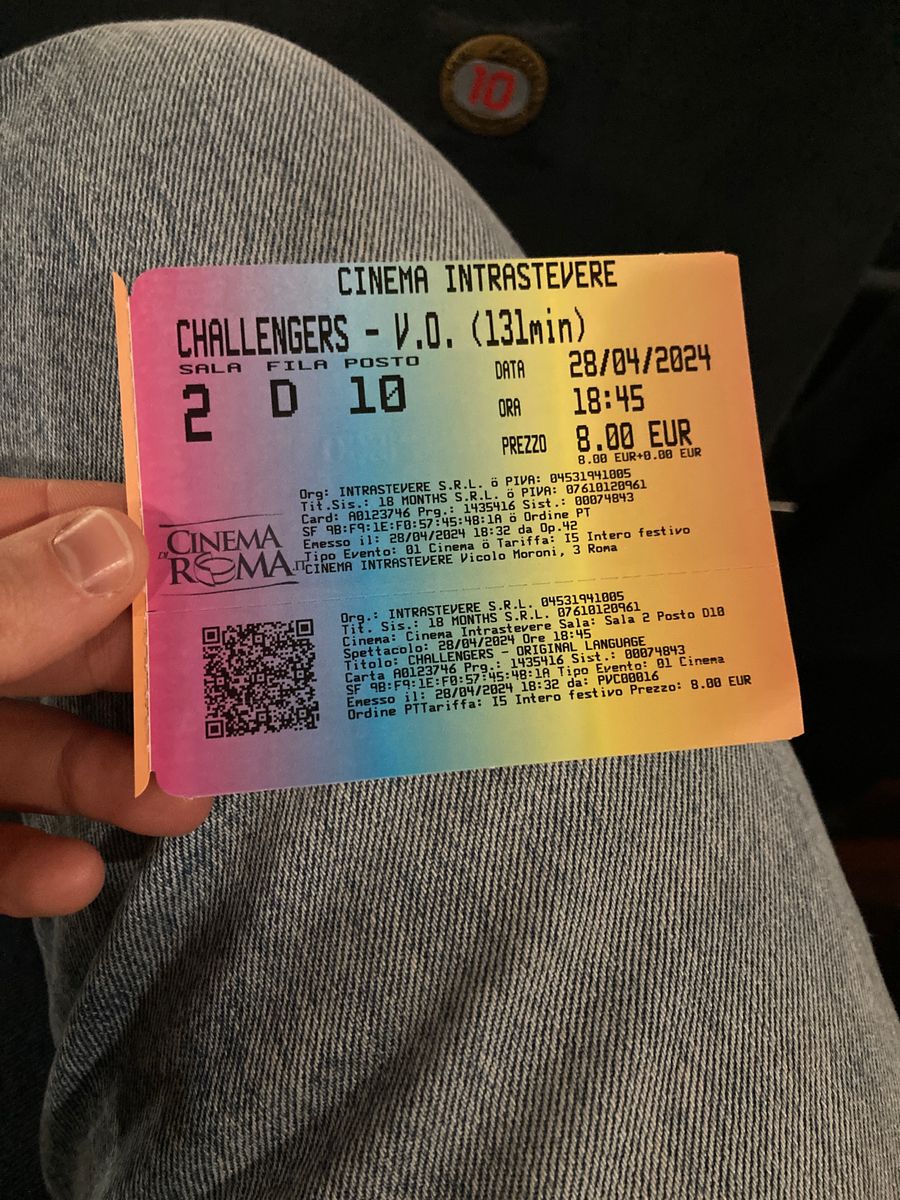 10
CINEMA INTRASTEVERE
CHALLENGERS - V.O. (131min)
SALA FILA POSTO
2 D 10
DATA 28/04/2024
ORA 18:45
PREZZO 8.00 EUR
8.00 EUR+0.00 EUR
Org: INTRASTEVERE S.R.L. ö PIVA: 04531941005
Tit.Sis.: 18 MONTHS S.R.L. ö PIVA: 07610120961
Card: A0123746 Prg.: 1435416 Sist.: 00074843
SF 9B:F9:1E:F0:57:45:48:1A ö Ordine PT
Emesso il: 28/04/2024 18:32 da Op.42
Tipo Evento: 01 Cinema ö Tariffa: I5 Intero festivo
CINEMA INTRASTEVERE Vicolo Moroni, 3 Roma
DI CINEMA
ROMA.IT
Org.: INTRASTEVERE S.R.L. 04531941005
Tit. Sis.: 18 MONTHS S.R.L. 07610120961
Cinema: Cinema Intrastevere Sala: Sala 2 Posto D10
Spettacolo: 28/04/2024 Ore 18:45
Titolo: CHALLENGERS - ORIGINAL LANGUAGE
Carta A0123746 Prg.: 1435416 Sist.: 00074843
SF 9B:F9:1E:F0:57:45:48:1A Tipo Evento: 01 Cinema
Emesso il: 28/04/2024 18:32 da: PVC00016
Ordine PTTariffa: I5 Intero festivo Prezzo: 8.00 EUR